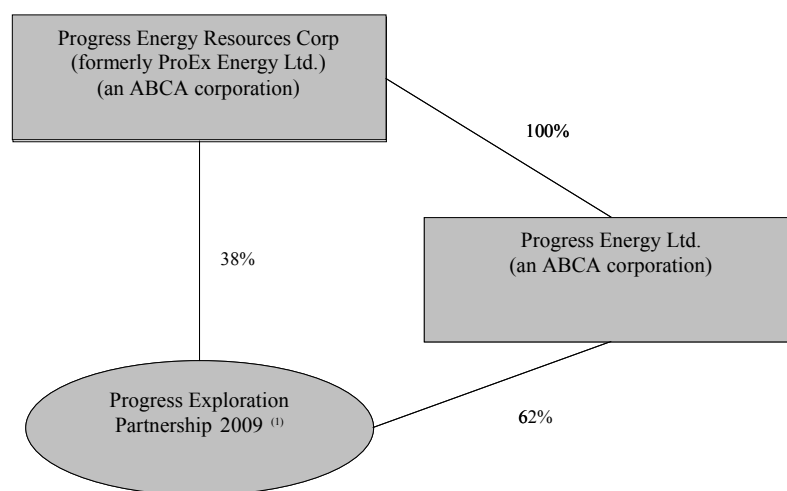 Progress Energy Resources Corp
(formerly ProEx Energy Ltd.)
(an ABCA corporation)
100%
Progress Energy Ltd.
(an ABCA corporation)
38%
Progress Exploration
Partnership 2009 (1)
62%